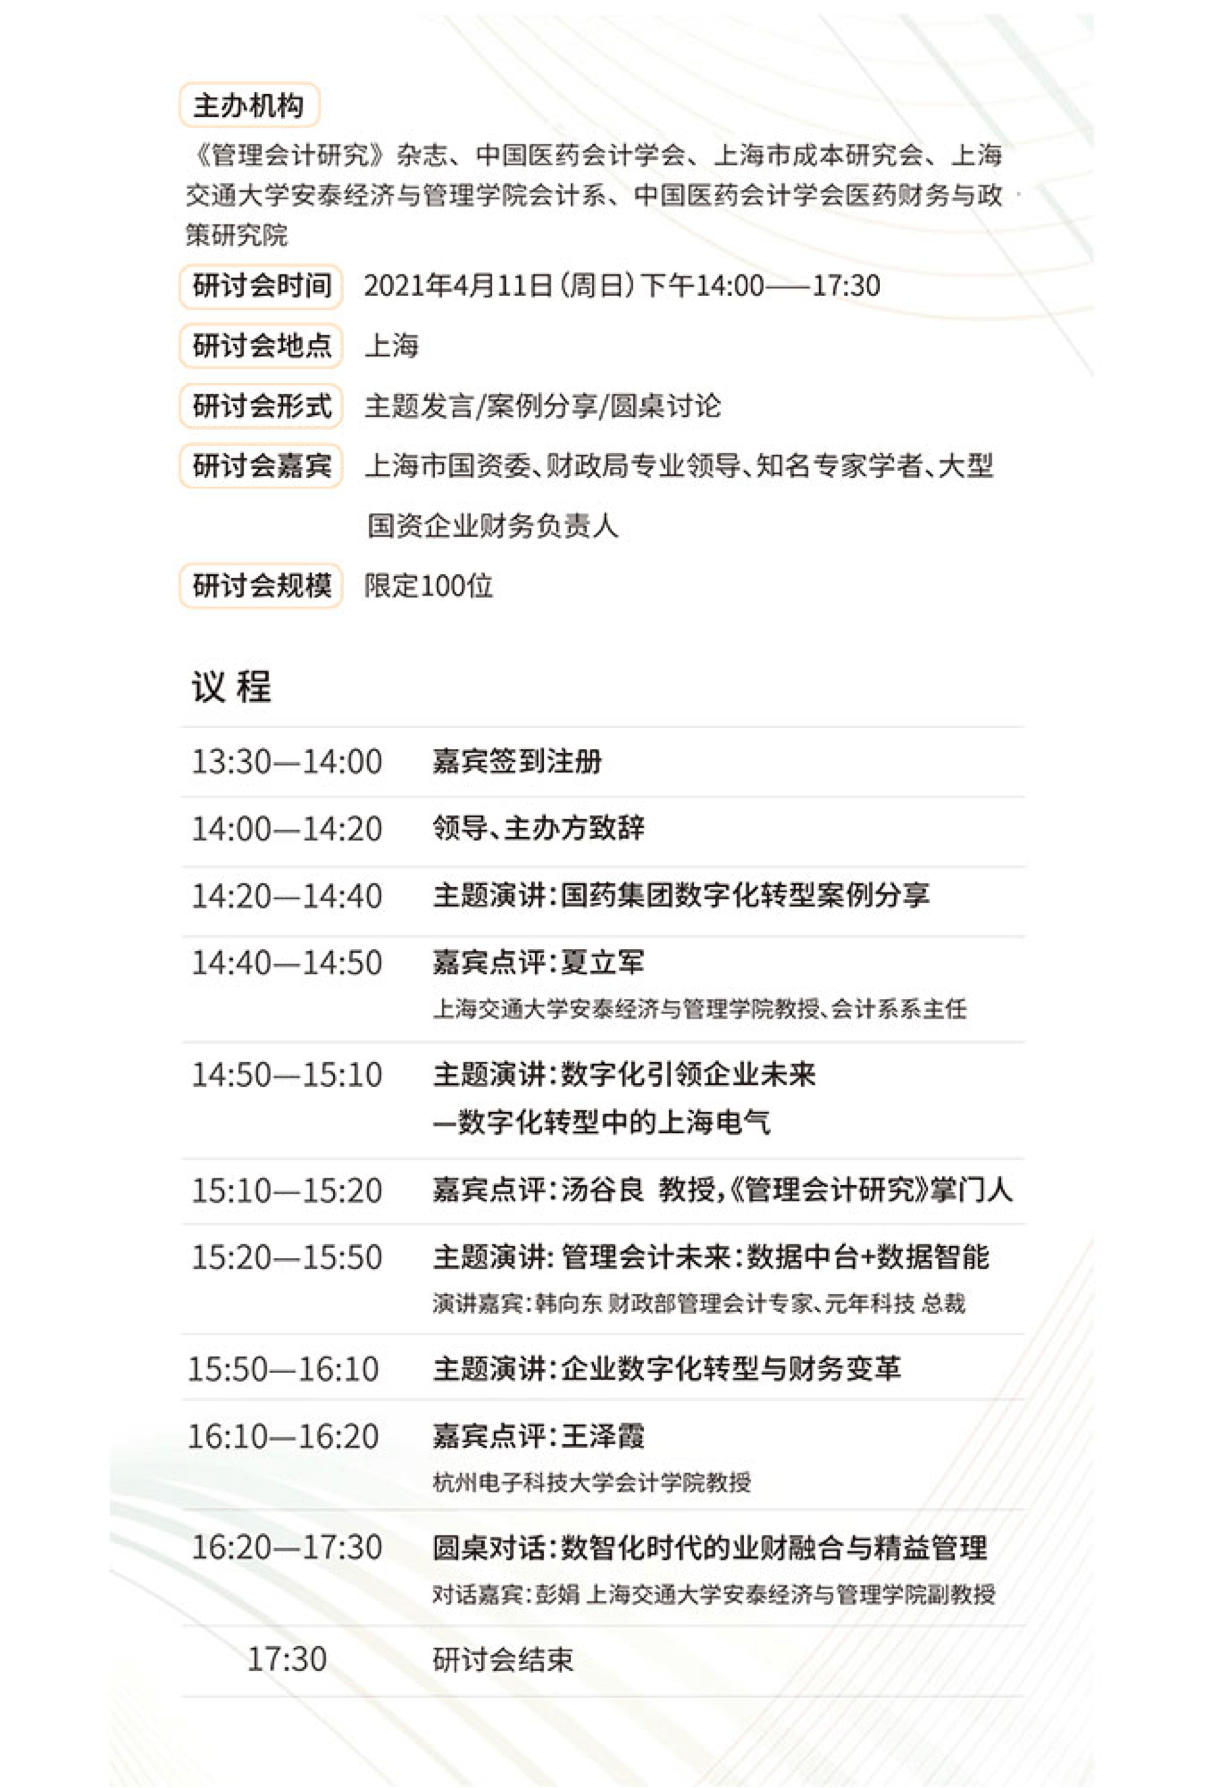 主办机构
《管理会计研究》杂志、中国医药会计学会、上海市成本研究会、上海
交通大学安泰经济与管理学院会计系、中国医药会计学会医药财务与政
策研究院
研讨会时间 2021年4月11日（周日）下午14:00——17:30
研讨会地点 上海
研讨会形式 主题发言/案例分享/圆桌讨论
研讨会嘉宾 上海市国资委、财政局专业领导、知名专家学者、大型
国资企业财务负责人
研讨会规模 限定100位
议 程
13:30—14:00 嘉宾签到注册
14:00—14:20 领导、主办方致辞
14:20—14:40 主题演讲：国药集团数字化转型案例分享
14:40—14:50 嘉宾点评：夏立军
上海交通大学安泰经济与管理学院教授、会计系系主任
14:50—15:10 主题演讲：数字化引领企业未来
—数字化转型中的上海电气
15:10—15:20 嘉宾点评：汤谷良 教授，《管理会计研究》掌门人
15:20—15:50 主题演讲: 管理会计未来：数据中台+数据智能
演讲嘉宾：韩向东 财政部管理会计专家、元年科技 总裁
15:50—16:10 主题演讲：企业数字化转型与财务变革
16:10—16:20 嘉宾点评：王泽霞
杭州电子科技大学会计学院教授
16:20—17:30 圆桌对话：数智化时代的业财融合与精益管理
对话嘉宾：彭娟 上海交通大学安泰经济与管理学院副教授
17:30 研讨会结束